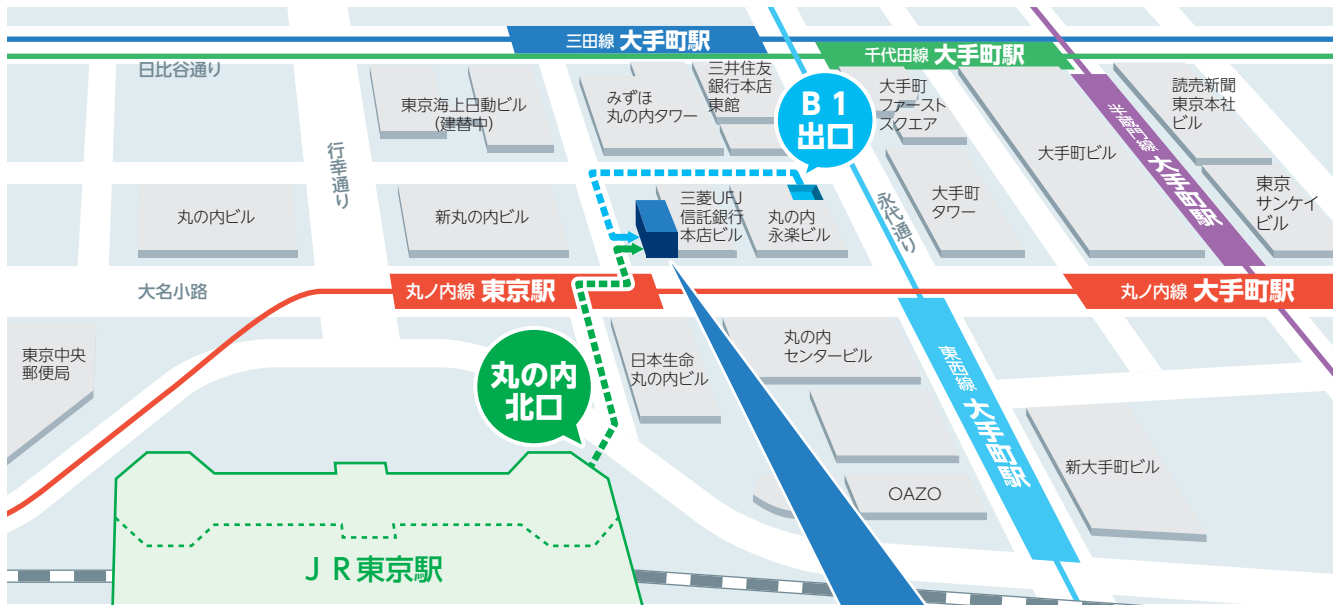 三田線 大手町駅
千代田線 大手町駅
日比谷通り
東京海上日動ビル
(建替中)
みずほ
丸の内タワー
三井住友
銀行本店
東館
B 1
出口
大手町
ファースト
スクエア
大手町ビル
半蔵門線 大手町駅
読売新聞
東京本社
ビル
行幸通り
丸の内ビル
新丸の内ビル
三菱UFJ
信託銀行
本店ビル
丸の内
永楽ビル
永代通り
大手町
タワー
東京
サンケイ
ビル
大名小路
丸ノ内線 東京駅
丸ノ内線 大手町駅
東京中央
郵便局
丸の内
北口
日本生命
丸の内ビル
丸の内
センタービル
東西線 大手町駅
新大手町ビル
OAZO
J R 東京駅